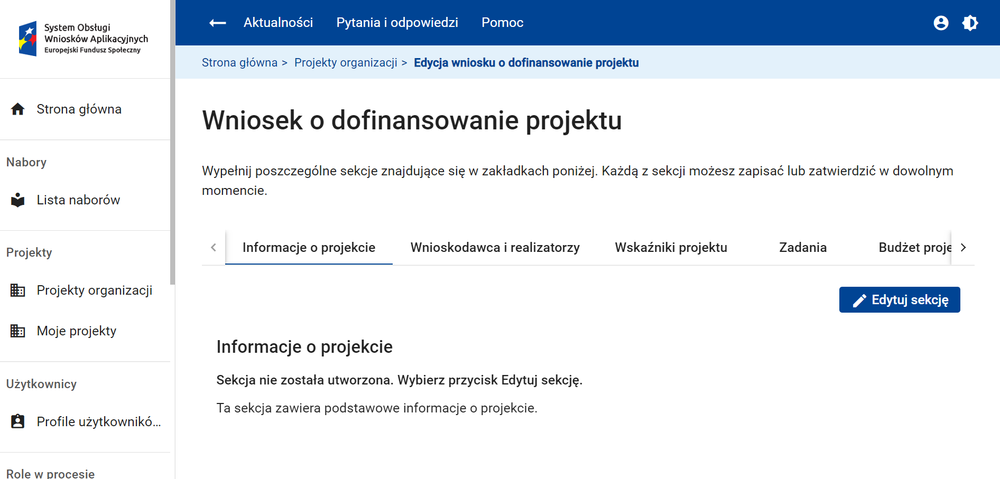 System Obsługi
Wniosków Aplikacyjnych
Europejski Fundusz Społeczny
Strona główna
Nabory
Lista naborów
Projekty
Projekty organizacji
Moje projekty
Użytkownicy
Profile użytkownikó...
Role w procesie
Aktualności Pytania i odpowiedzi Pomoc
Strona główna > Projekty organizacji > Edycja wniosku o dofinansowanie projektu
Wniosek o dofinansowanie projektu
Wypełnij poszczególne sekcje znajdujące się w zakładkach poniżej. Każdą z sekcji możesz zapisać lub zatwierdzić w dowolnym
momencie.
Informacje o projekcie Wnioskodawca i realizatorzy Wskaźniki projektu Zadania Budżet proje
Edytuj sekcję
Informacje o projekcie
Sekcja nie została utworzona. Wybierz przycisk Edytuj sekcję.
Ta sekcja zawiera podstawowe informacje o projekcie.